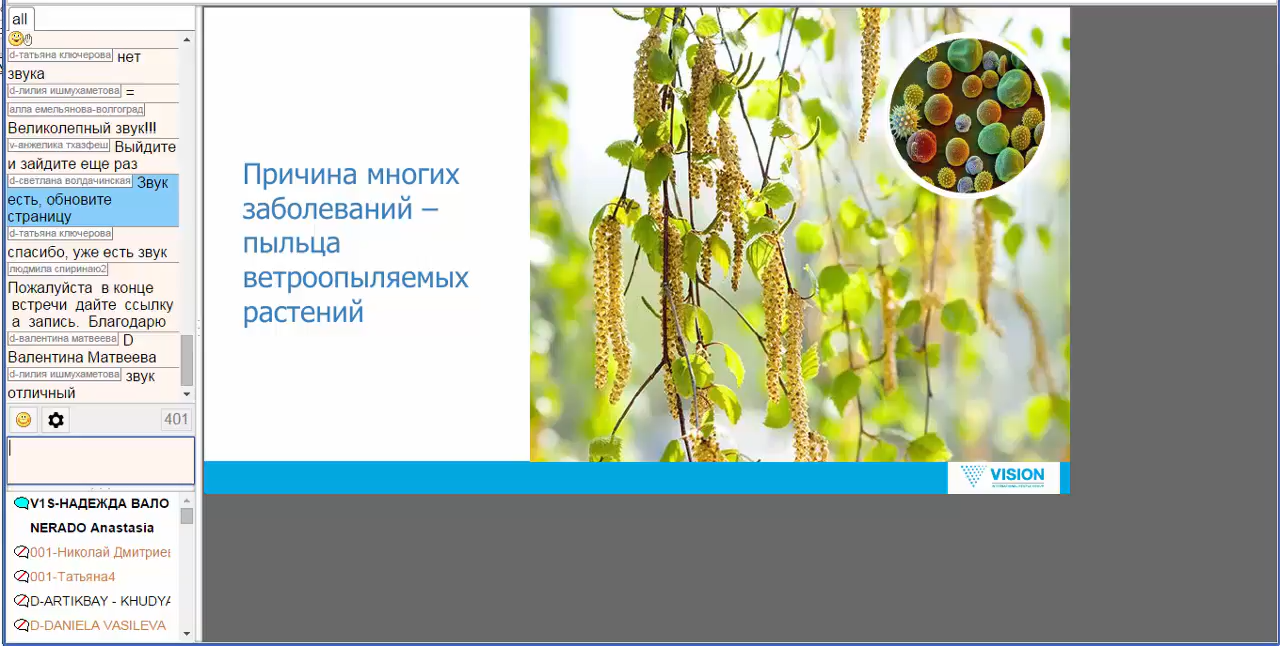 all
d-татьяна ключерова нет
звука
d-лилия ишмухаметова =
алла емельянова-волгоград
Великолепный звук!!!
v-анжелика тхазфеш Выйдите
и зайдите еще раз
d-светлана волдачинская Звук
есть, обновите
страницу
d-татьяна ключерова
спасибо, уже есть звук
людмила спиринаю2
Пожалуйста в конце
встречи дайте ссылку
а запись. Благодарю
d-валентина матвеева D
Валентина Матвеева
d-лилия ишмухаметова звук
отличный
401
V1S-НАДЕЖДА ВАЛО
NERADO Anastasia
001-Николай Дмитрие
001-Татьяна4
D-ARTIKBAY - KHUDYA
D-DANIELA VASILEVA
Причина многих
заболеваний –
пыльца
ветроопыляемых
растений
VISION